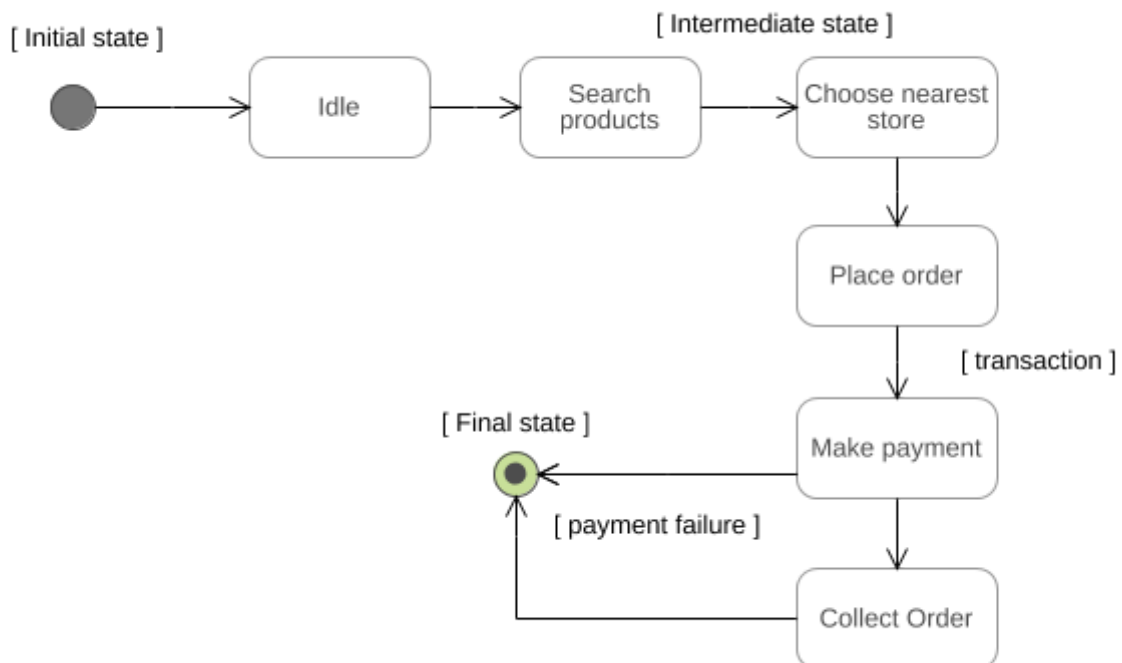 [ Initial state ]
[ Intermediate state ]
Idle
Search
products
Choose nearest
store
Place order
[ transaction ]
Make payment
[ Final state ]
[ payment failure ]
Collect Order